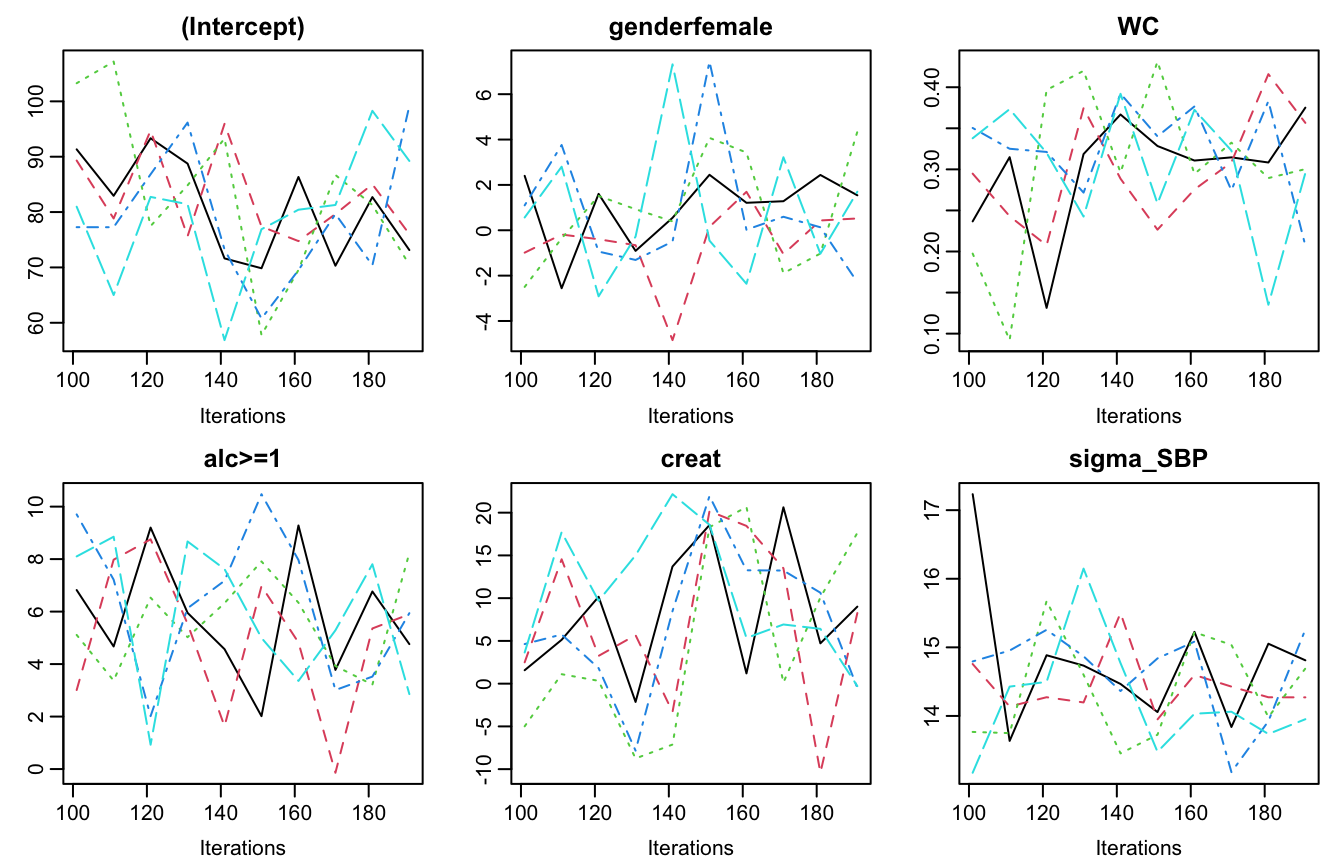 (Intercept)
genderfemale
WC
100
90
80
70
60
6
4
2
0
-2
-4
0.40
0.30
0.20
0.10
100 120 140 160 180
100 120 140 160 180
100 120 140 160 180
Iterations
Iterations
Iterations
alc>=1
creat
sigma_SBP
10
8
6
4
2
0
20
15
10
5
0
-5
-10
17
16
15
14
100 120 140 160 180
100 120 140 160 180
100 120 140 160 180
Iterations
Iterations
Iterations